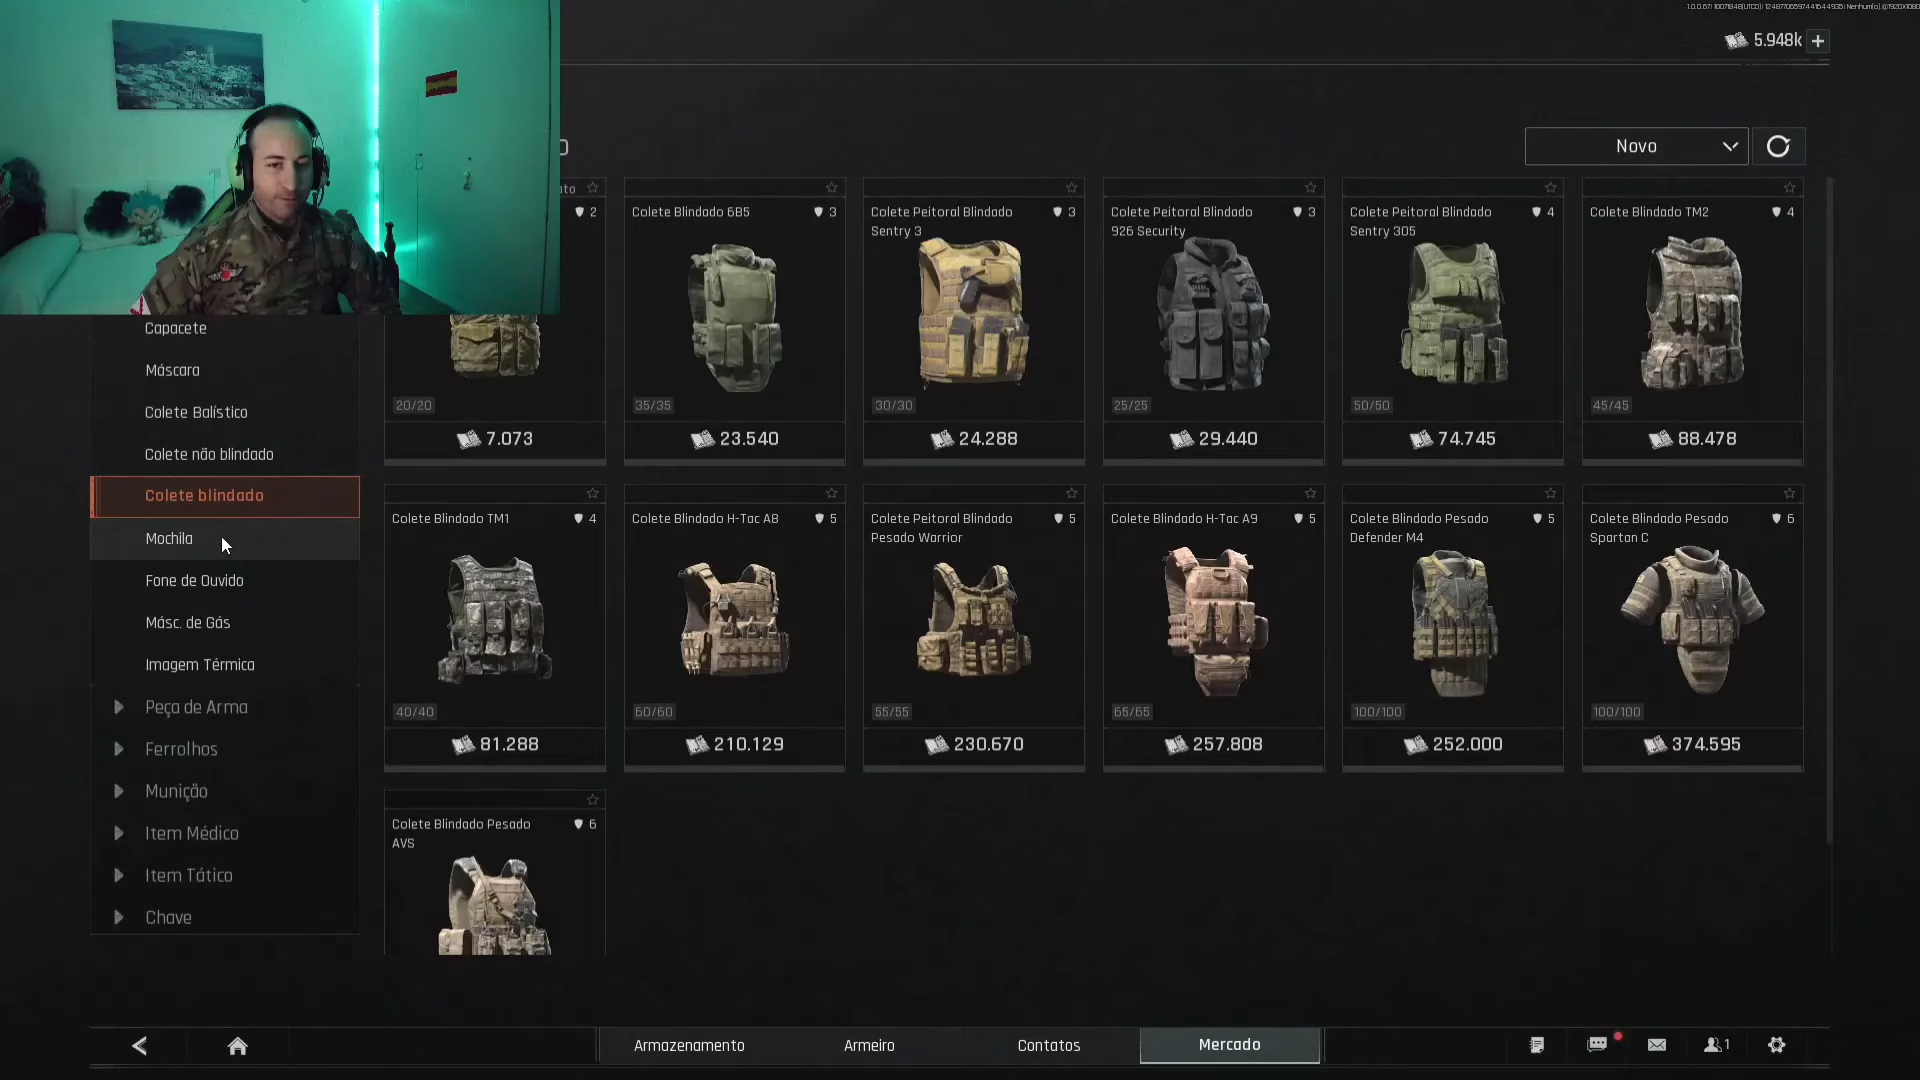 5.948k
Novo
Capacete
Máscara
Colete Balístico
Colete não blindado
Colete blindado
Mochila
Fone de Ouvido
Másc. de Gás
Imagem Térmica
Peça de Arma
Ferrolhos
Munição
Item Médico
Item Tático
Chave
2
20/20
7.073
Colete Blindado 6B5
3
35/35
23.540
Colete Peitoral Blindado
Sentry 3
3
30/30
24.288
Colete Peitoral Blindado
926 Security
3
25/25
29.440
Colete Peitoral Blindado
Sentry 305
4
50/50
74.745
Colete Blindado TM2
4
45/45
88.478
Colete Blindado TM1
4
40/40
81.288
Colete Blindado H-Tac A8
5
60/60
210.129
Colete Peitoral Blindado
Pesado Warrior
5
55/55
230.670
Colete Blindado H-Tac A9
5
65/65
257.808
Colete Blindado Pesado
Defender M4
5
100/100
252.000
Colete Blindado Pesado
Spartan C
6
100/100
374.595
Colete Blindado Pesado
AVS
6
Armazenamento
Armeiro
Contatos
Mercado
1